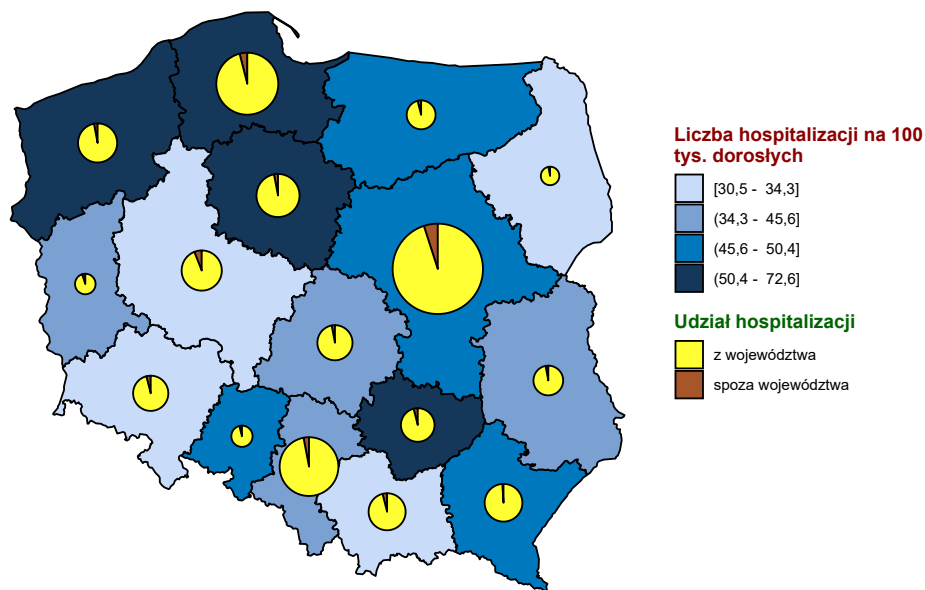 Liczba hospitalizacji na 100
tys. dorosłych
[30,5 - 34,3]
(34,3 - 45,6]
(45,6 - 50,4]
(50,4 - 72,6]
Udział hospitalizacji
z województwa
spoza województwa